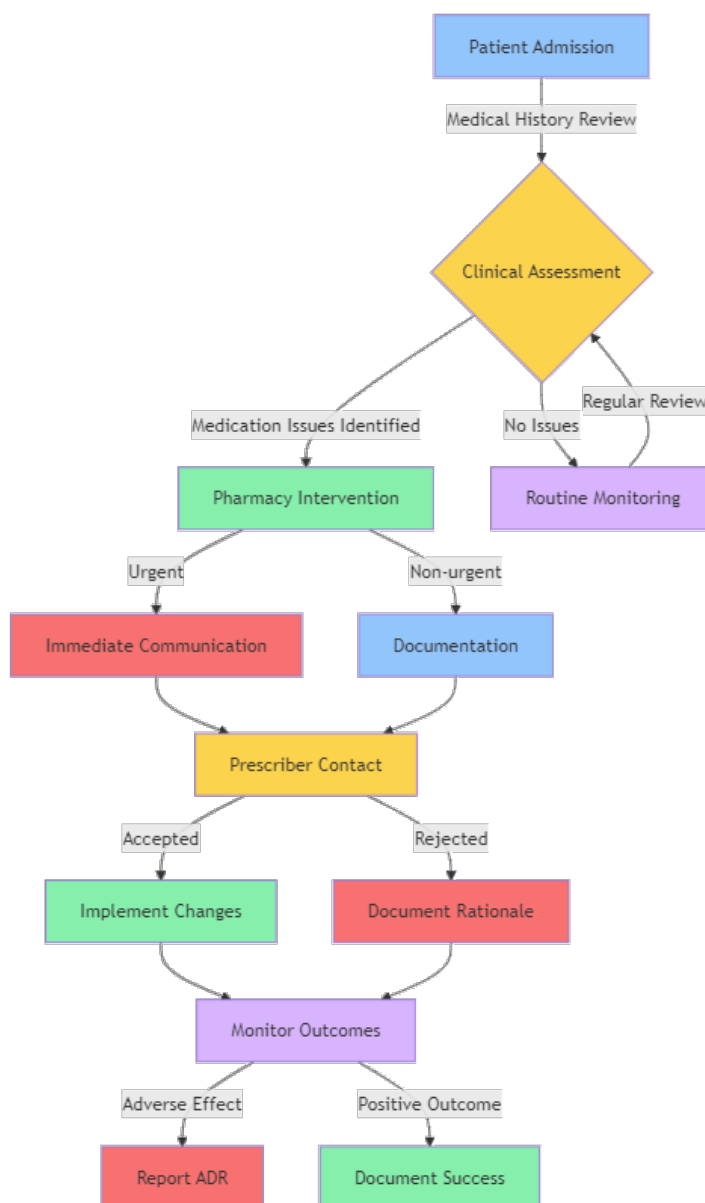 Patient Admission
Medical History Review
Clinical Assessment
Regular Review
Medication Issues Identified
No Issues
Pharmacy Intervention
Routine Monitoring
Urgent
Non-urgent
Immediate Communication
Documentation
Prescriber Contact
Accepted
Rejected
Implement Changes
Document Rationale
Monitor Outcomes
Adverse Effect
Positive Outcome
Report ADR
Document Success